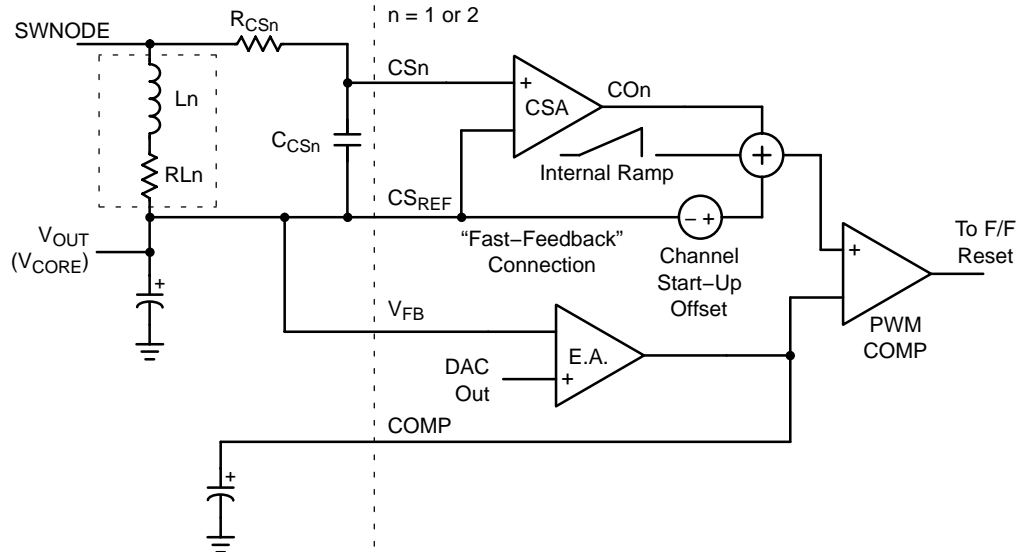 n = 1 or 2
SWNODE
RCSn
CSn
Ln
+
CSA
COn
CCSn
+
RLn
Internal Ramp
CSREF
− +
VOUT
(VCORE)
“Fast−Feedback”
Connection
Channel
Start−Up
Offset
+
To F/F
Reset
+
VFB
PWM
COMP
E.A.
DAC
Out
+
COMP
+